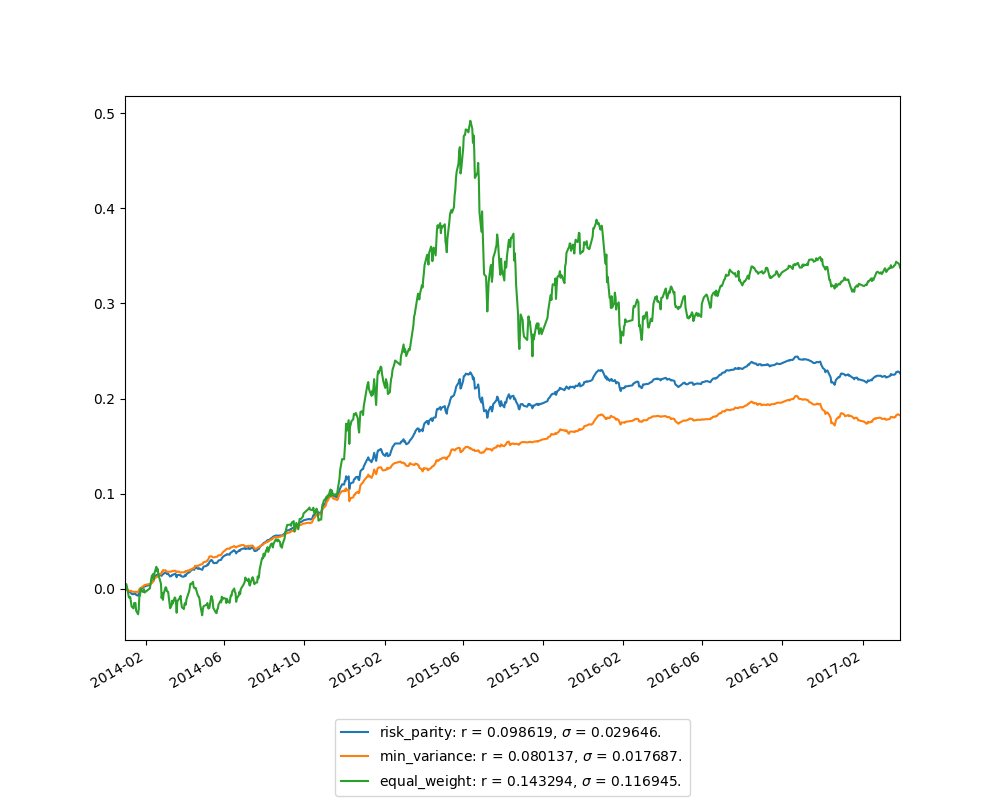 0.5
0.4
0.3
0.2
0.1
0.0
2014-02 2014-06 2014-10 2015-02 2015-06 2015-10 2016-02 2016-06 2016-10 2017-02
risk_parity: r = 0.098619, σ = 0.029646.
min_variance: r = 0.080137, σ = 0.017687.
equal_weight: r = 0.143294, σ = 0.116945.